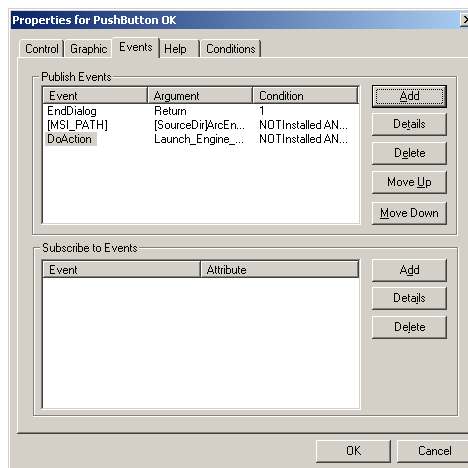 Properties for PushButton OK
Control Graphic Events Help Conditions
Publish Events
Event Argument Condition
EndDialog Return 1
[MSI_PATH] [SourceDir]ArcEn... NOTInstalled AN...
DoAction Launch_Engine_... NOTInstalled AN...
Add
Details
Delete
Move Up
Move Down
Subscribe to Events
Event Attribute
Add
Details
Delete
OK Cancel